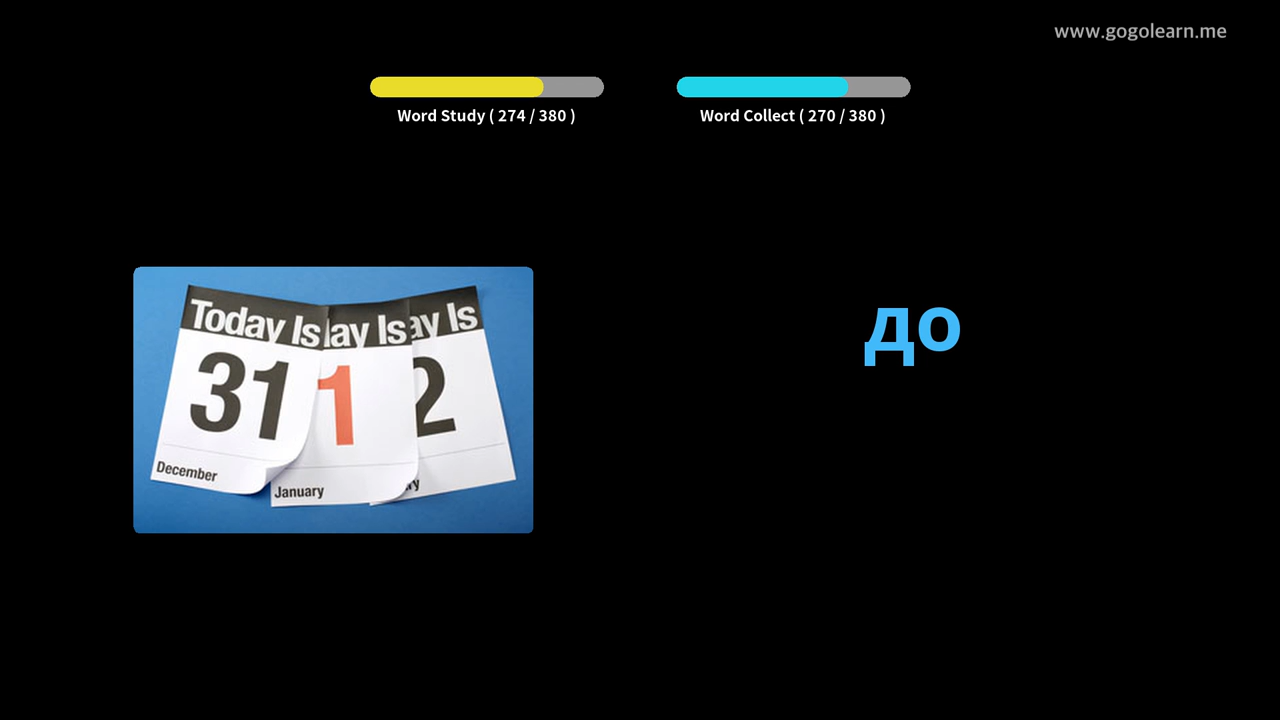 www.gogolearn.me
Word Study ( 274 / 380 )
Word Collect ( 270 / 380 )
Today Is
lay Is
ay Is
31
1
2
December
January
ry
до